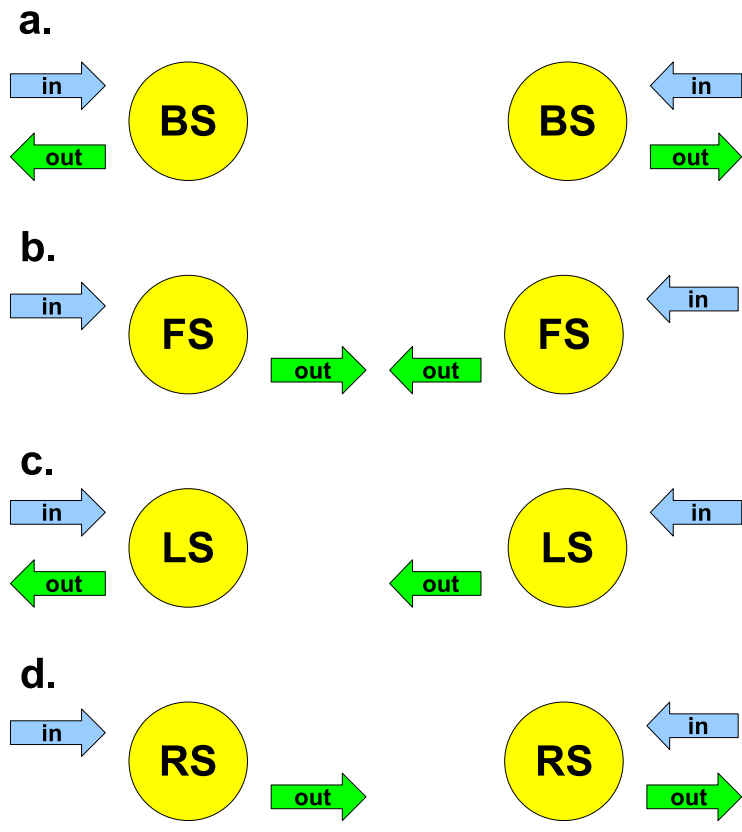 a.
in BS BS in
out out
b.
in FS FS in
out out
c.
in LS LS in
out out
d.
in RS RS in
out out